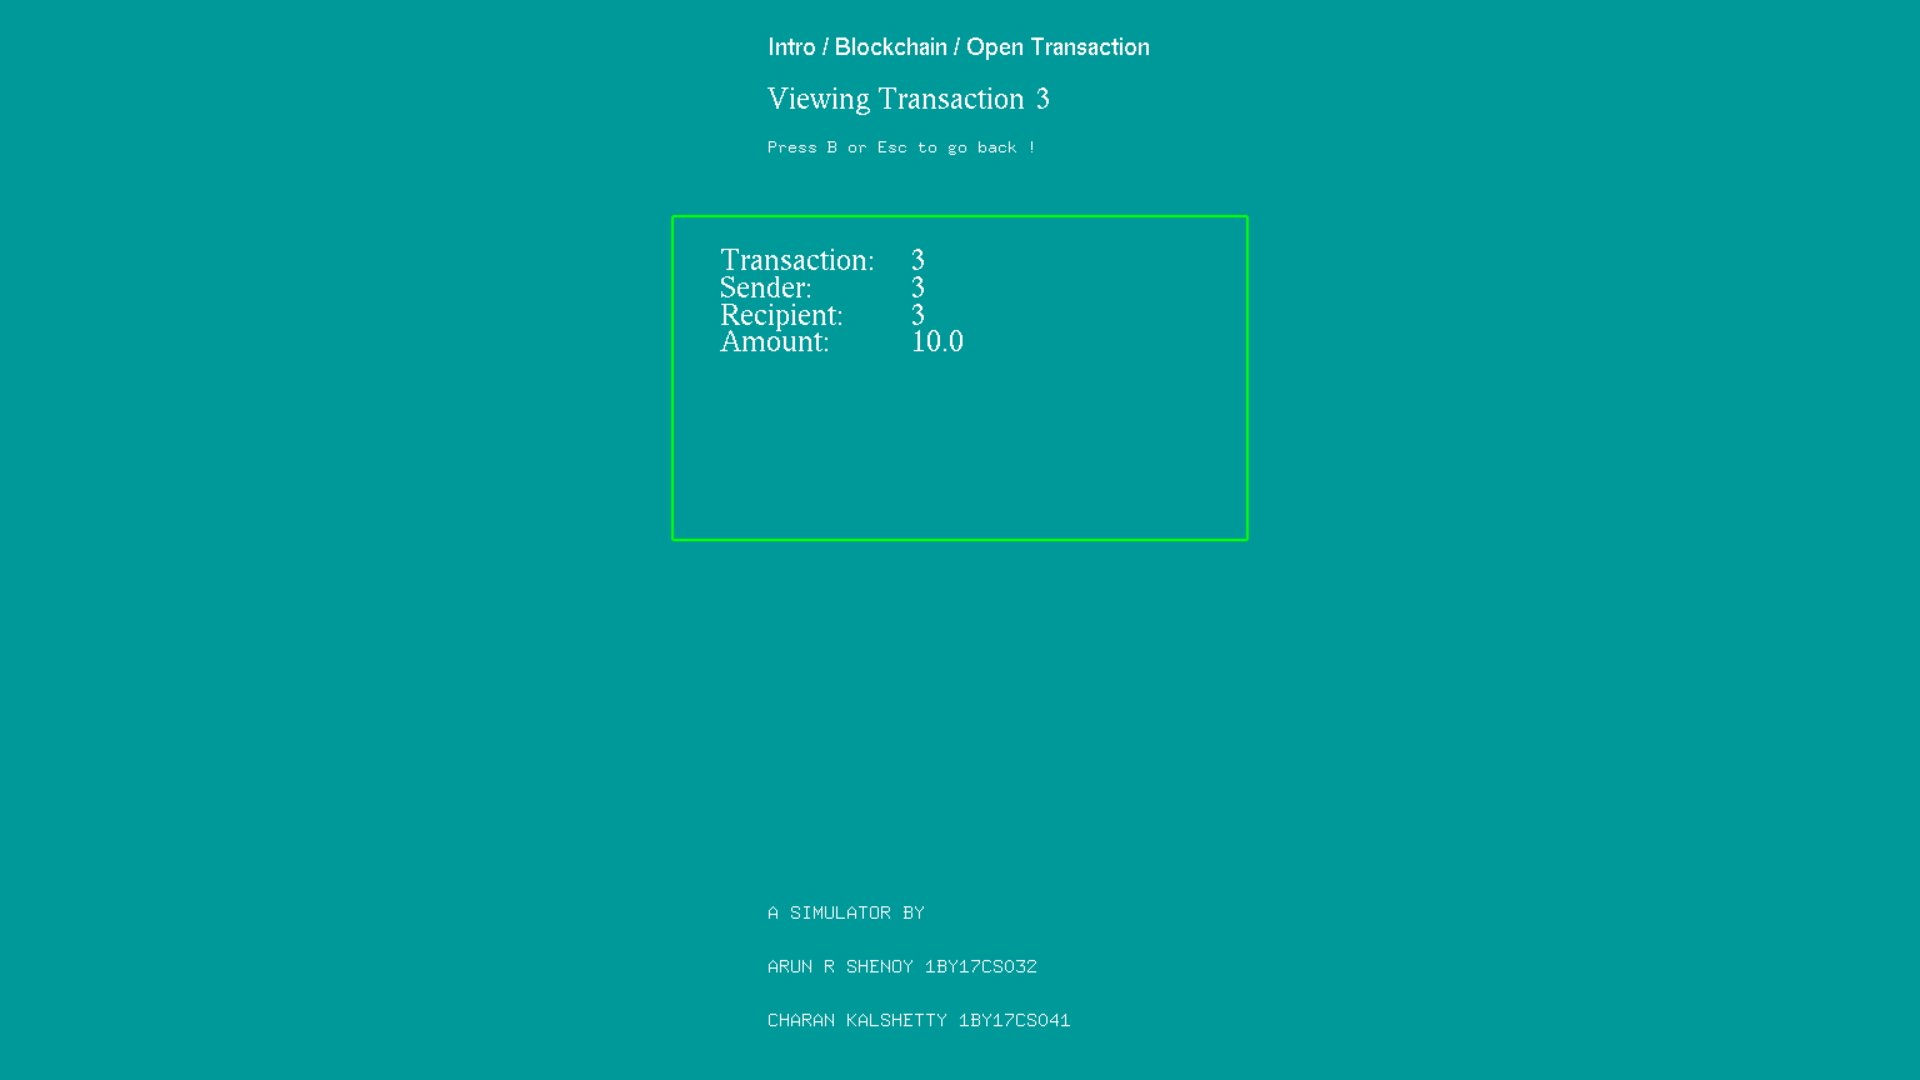 Intro / Blockchain / Open Transaction
Viewing Transaction 3
Press B or Esc to go back !
Transaction: 3
Sender: 3
Recipient: 3
Amount: 10.0
A SIMULATOR BY
ARUN R SHENOY 1BY17CS032
CHARAN KALSHETTY 1BY17CS041